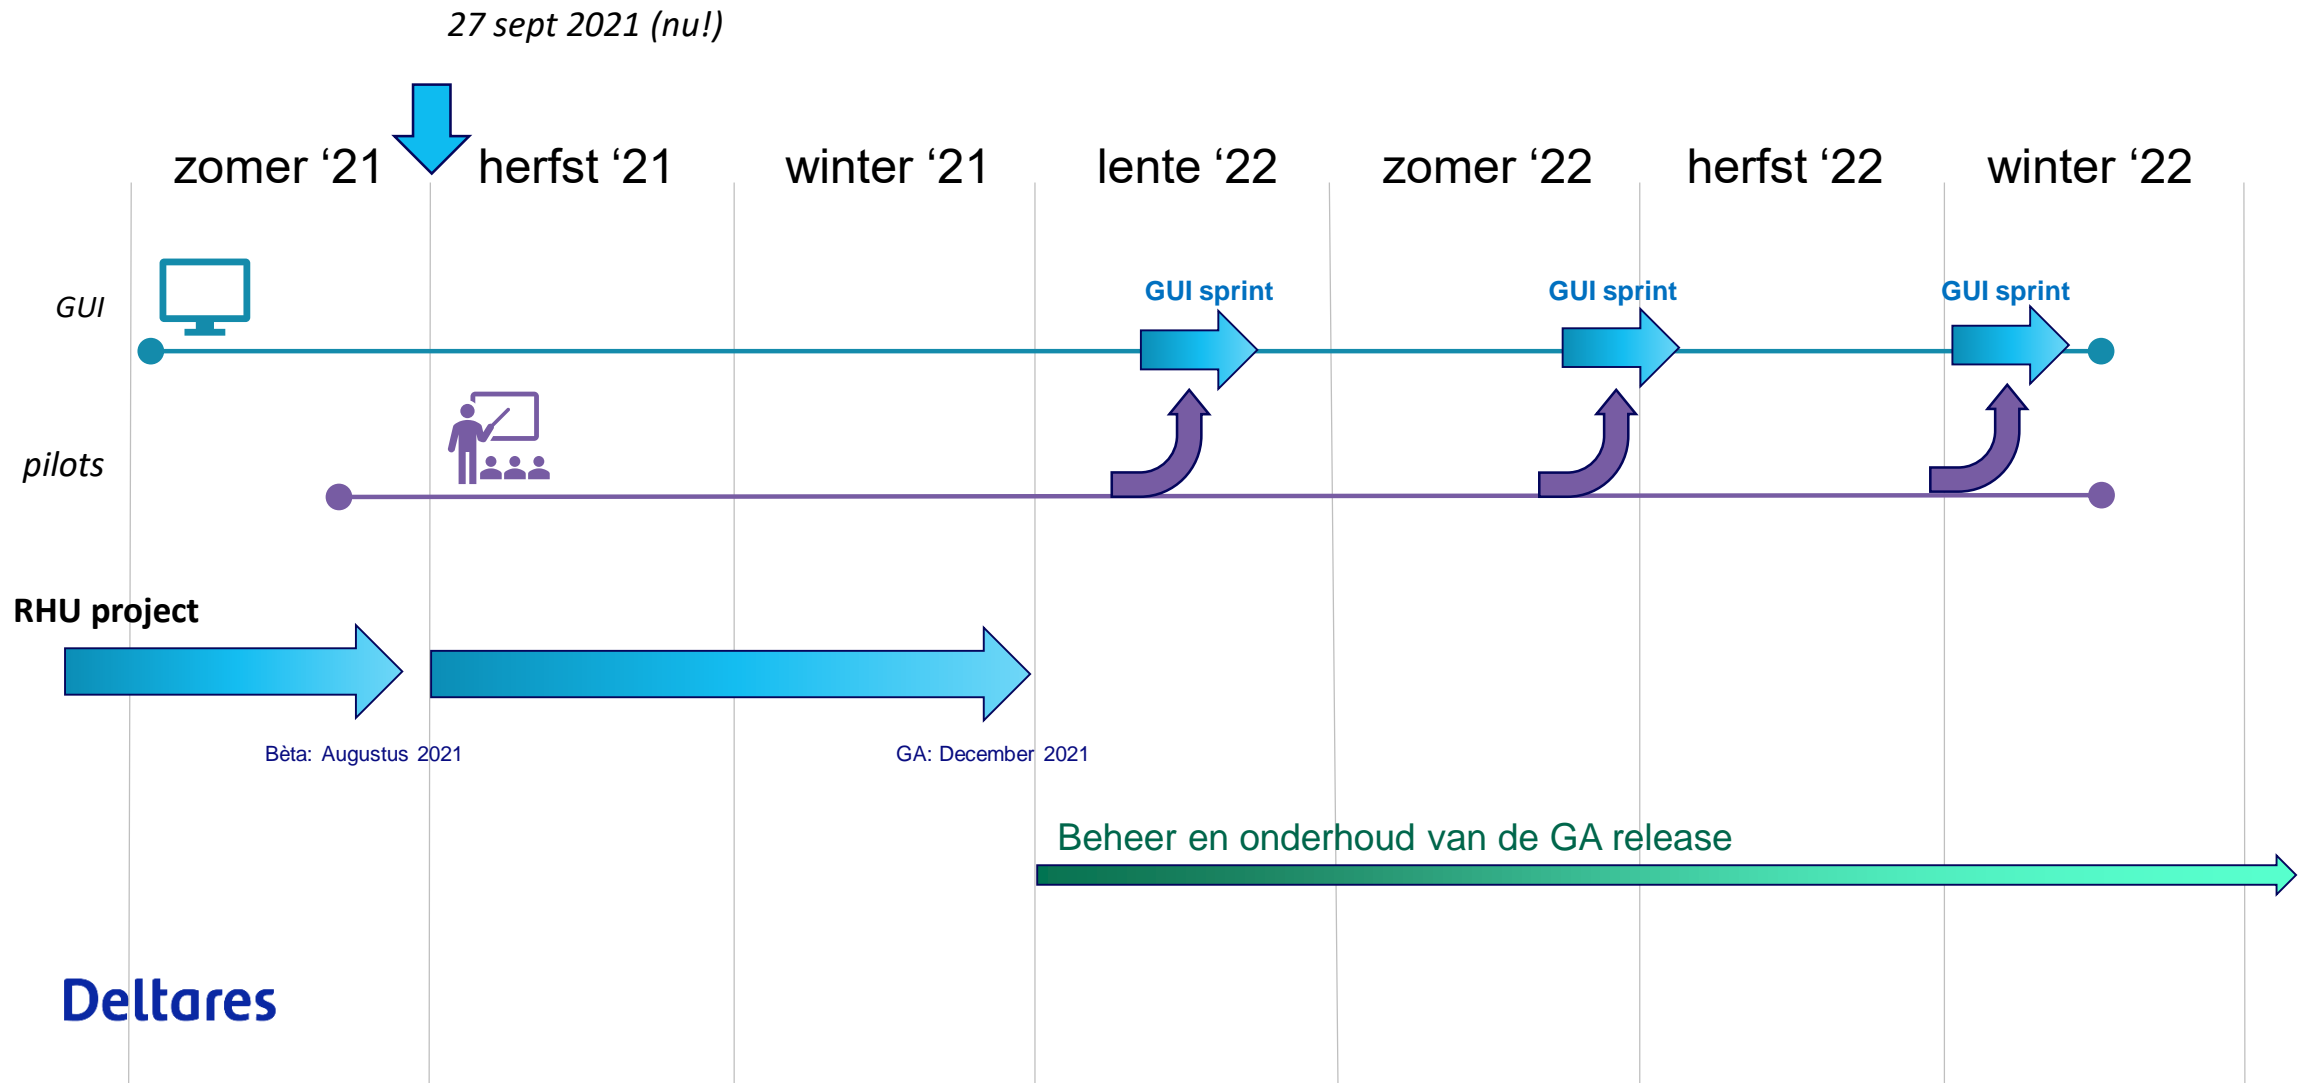 27 sept 2021 (nu!)
zomer ‘21
herfst ‘21
winter ‘21
lente ‘22
zomer ‘22
herfst ‘22
winter ‘22
GUI
GUI sprint
GUI sprint
GUI sprint
pilots
RHU project
Bèta: Augustus 2021
GA: December 2021
Beheer en onderhoud van de GA release
Deltares